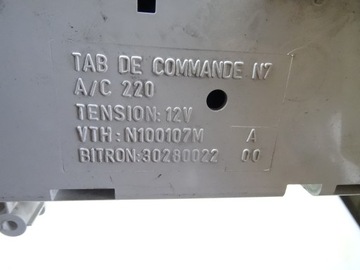 TAB DE COMMANDE N7
A/C 220
TENSION: 12V
VTH: N100107M A
BITRON: 30280022 00